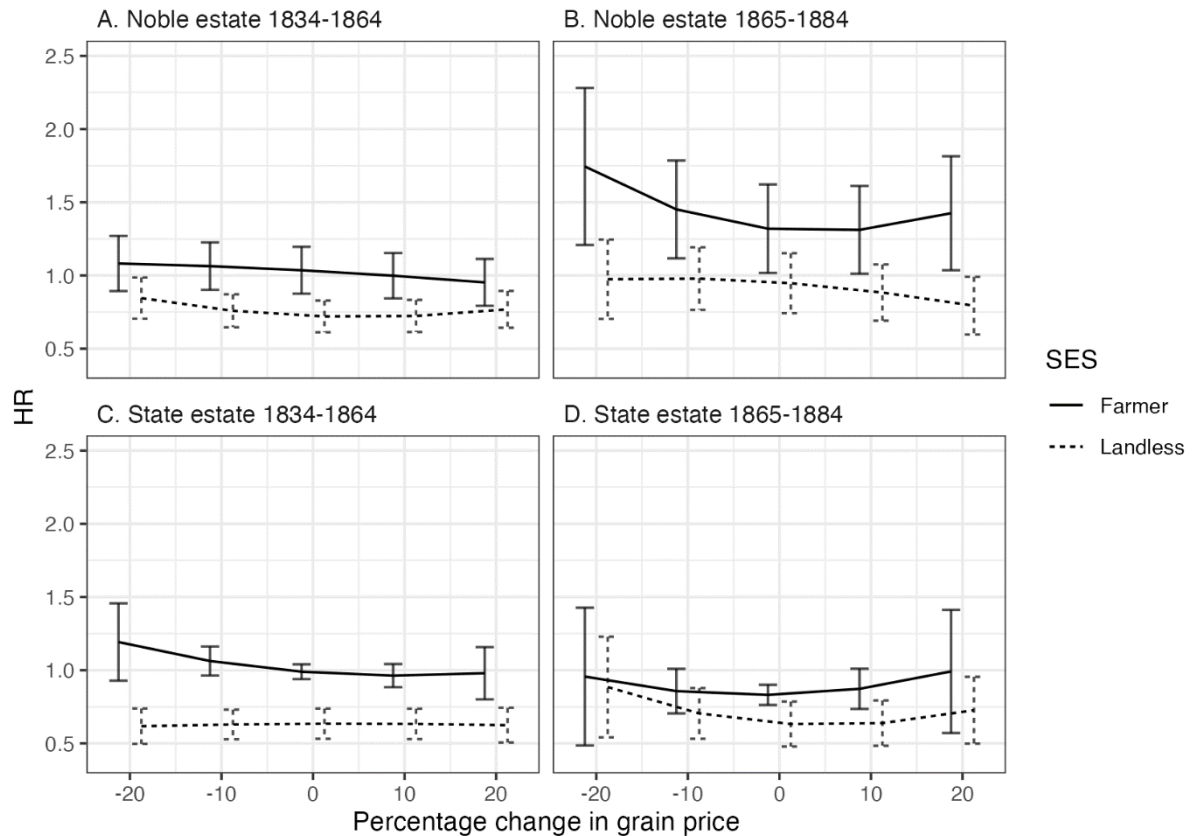 A. Noble estate 1834-1864
B. Noble estate 1865-1884
2.5
2.0
1.5
1.0
0.5
HR
C. State estate 1834-1864
D. State estate 1865-1884
2.5
2.0
1.5
1.0
0.5
-20 -10 0 10 20
-20 -10 0 10 20
Percentage change in grain price
SES
Farmer
Landless